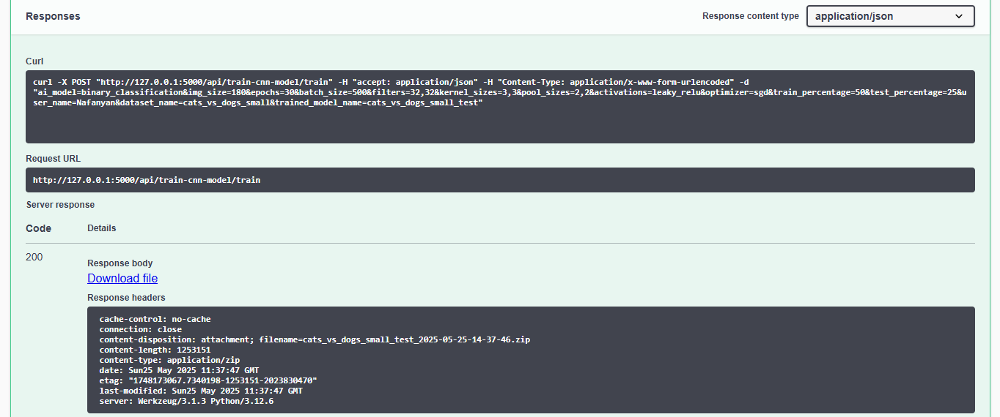 Responses
Response content type
application/json
Curl
curl -X POST "http://127.0.0.1:5000/api/train-cnn-model/train" -H "accept: application/json" -H "Content-Type: application/x-www-form-urlencoded" -d
"ai_model=binary_classification&img_size=180&epochs=30&batch_size=500&filters=32,32&kernel_sizes=3,3&pool_sizes=2,2&activations=leaky_relu&optimizer=sgd&train_percentage=50&test_percentage=25&u
ser_name=Nafanyan&dataset_name=cats_vs_dogs_small&trained_model_name=cats_vs_dogs_small_test"
Request URL
http://127.0.0.1:5000/api/train-cnn-model/train
Server response
Code
Details
200
Response body
Download file
Response headers
cache-control: no-cache
connection: close
content-disposition: attachment; filename=cats_vs_dogs_small_test_2025-05-25-14-37-46.zip
content-length: 1253151
content-type: application/zip
date: Sun25 May 2025 11:37:47 GMT
etag: "1748173067.7340198-1253151-2023830470"
last-modified: Sun25 May 2025 11:37:47 GMT
server: Werkzeug/3.1.3 Python/3.12.6